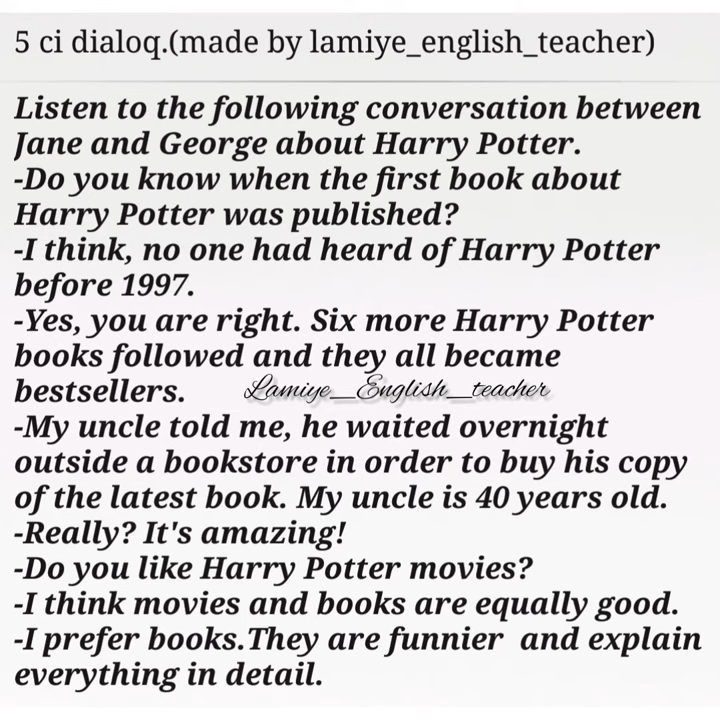 5 ci dialoq.(made by lamiye_english_teacher)
Listen to the following conversation between
Jane and George about Harry Potter.
-Do you know when the first book about
Harry Potter was published?
-I think, no one had heard of Harry Potter
before 1997.
-Yes, you are right. Six more Harry Potter
books followed and they all became
bestsellers. Lamiye__English__teacher
-My uncle told me, he waited overnight
outside a bookstore in order to buy his copy
of the latest book. My uncle is 40 years old.
-Really? It's amazing!
-Do you like Harry Potter movies?
-I think movies and books are equally good.
-I prefer books.They are funnier  and explain
everything in detail.